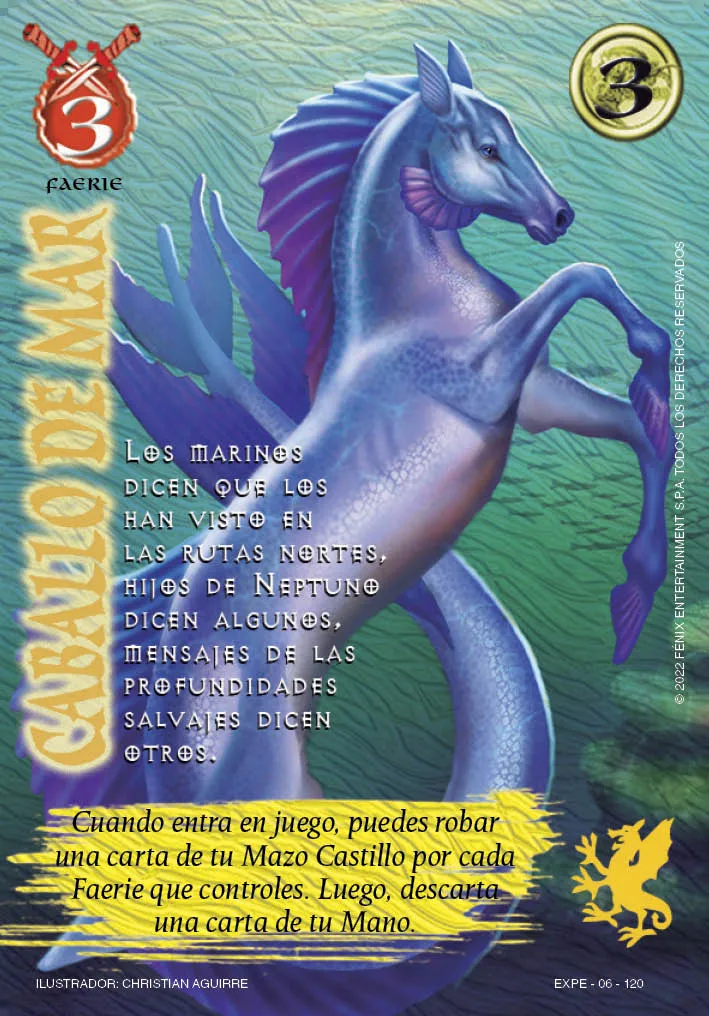 3
3
FAERIE
CABALLO DE MAR
Los marinos
dicen que los
han visto en
las rutas nortes,
hijos de Neptuno
dicen algunos,
mensajes de las
profundidades
salvajes dicen
otros.
© 2022 FÉNIX ENTERTAINMENT S.P.A. TODOS LOS DERECHOS RESERVADOS
Cuando entra en juego, puedes robar
una carta de tu Mazo Castillo por cada
Faerie que controles. Luego, descarta
una carta de tu Mano.
ILUSTRADOR: CHRISTIAN AGUIRRE
EXPE - 06 - 120